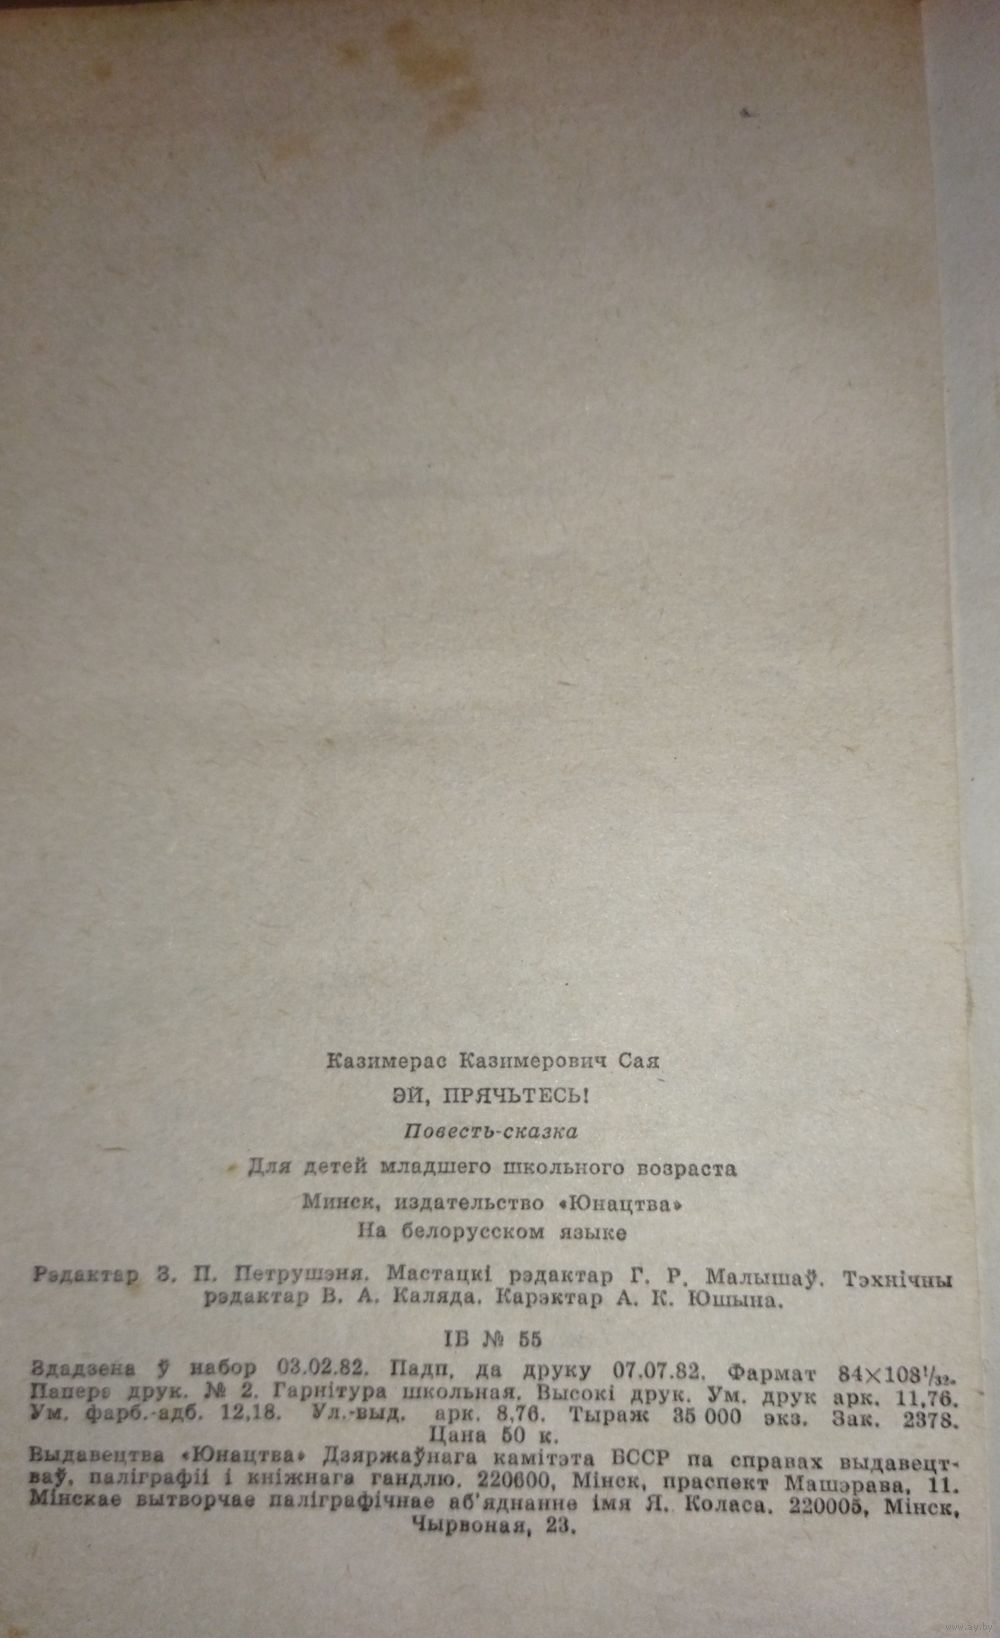 Казимерас Казимерович Сая
ЭЙ, ПРЯЧЬТЕСЬ!
Повесть-сказка
Для детей младшего школьного возраста
Минск, издательство «Юнацтва»
На белорусском языке
Рэдактар З. П. Петрушэня. Мастацкі рэдактар Г. Р. Малышаў. Тэхнічны
рэдактар В. А. Каляда. Карэктар А. К. Юшына.
ІБ № 55
Здадзена ў набор 03.02.82. Падп. да друку 07.07.82. Фармат 84×108¹/₃₂.
Папера друк. № 2. Гарнітура школьная. Высокі друк. Ум. друк арк. 11,76.
Ум. фарб.-адб. 12,18. Ул.-выд. арк. 8,76. Тыраж 35 000 экз. Зак. 2378.
Цана 50 к.
Выдавецтва «Юнацтва» Дзяржаўнага камітэта БССР па справах выдавецт-
ваў, паліграфіі і кніжнага гандлю. 220600, Мінск, праспект Машэрава, 11.
Мінскае вытворчае паліграфічнае аб'яднанне імя Я. Коласа. 220005, Мінск,
Чырвоная, 23.
www.ay.by